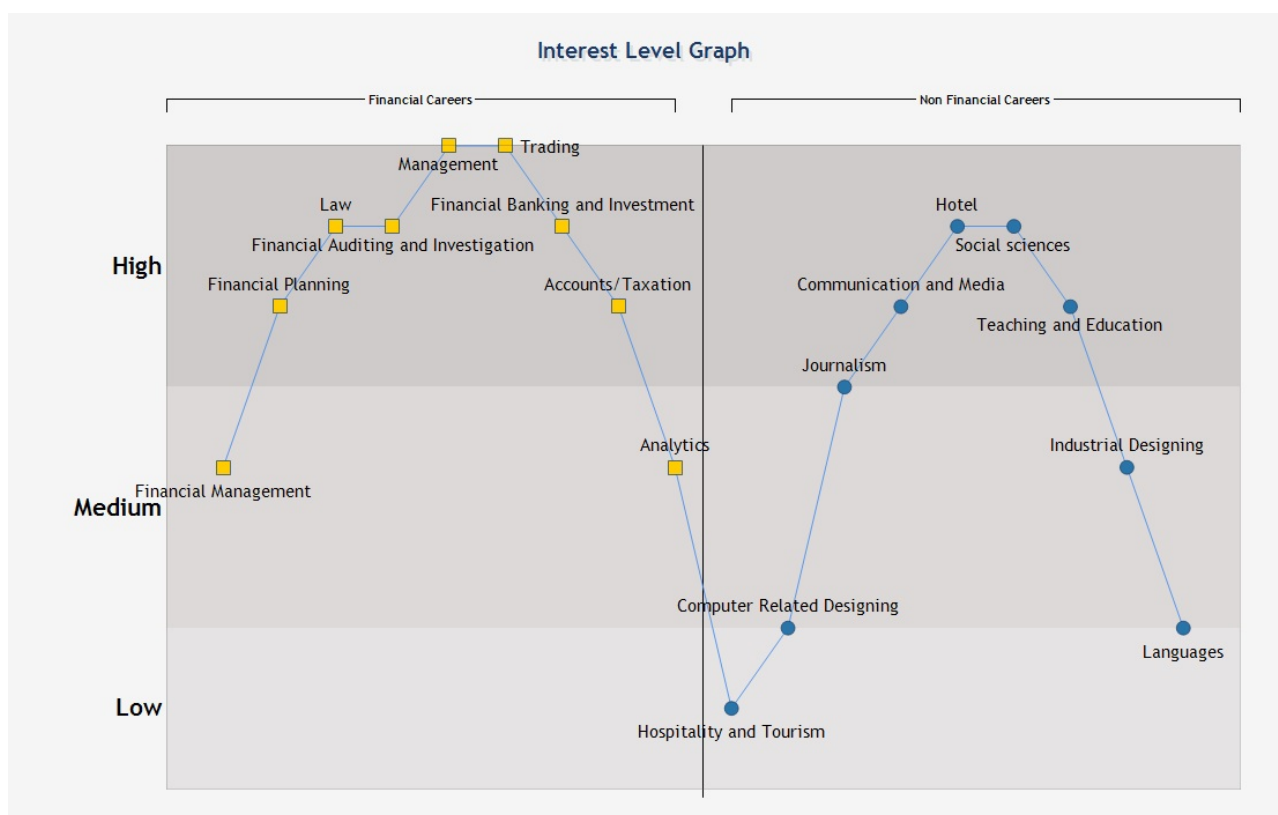 Interest Level Graph
Financial Careers
Non Financial Careers
Trading
Management
Law
Financial Banking and Investment
Hotel
Financial Auditing and Investigation
Social sciences
High
Financial Planning
Accounts/Taxation
Communication and Media
Teaching and Education
Journalism
Analytics
Industrial Designing
Financial Management
Medium
Computer Related Designing
Languages
Low
Hospitality and Tourism